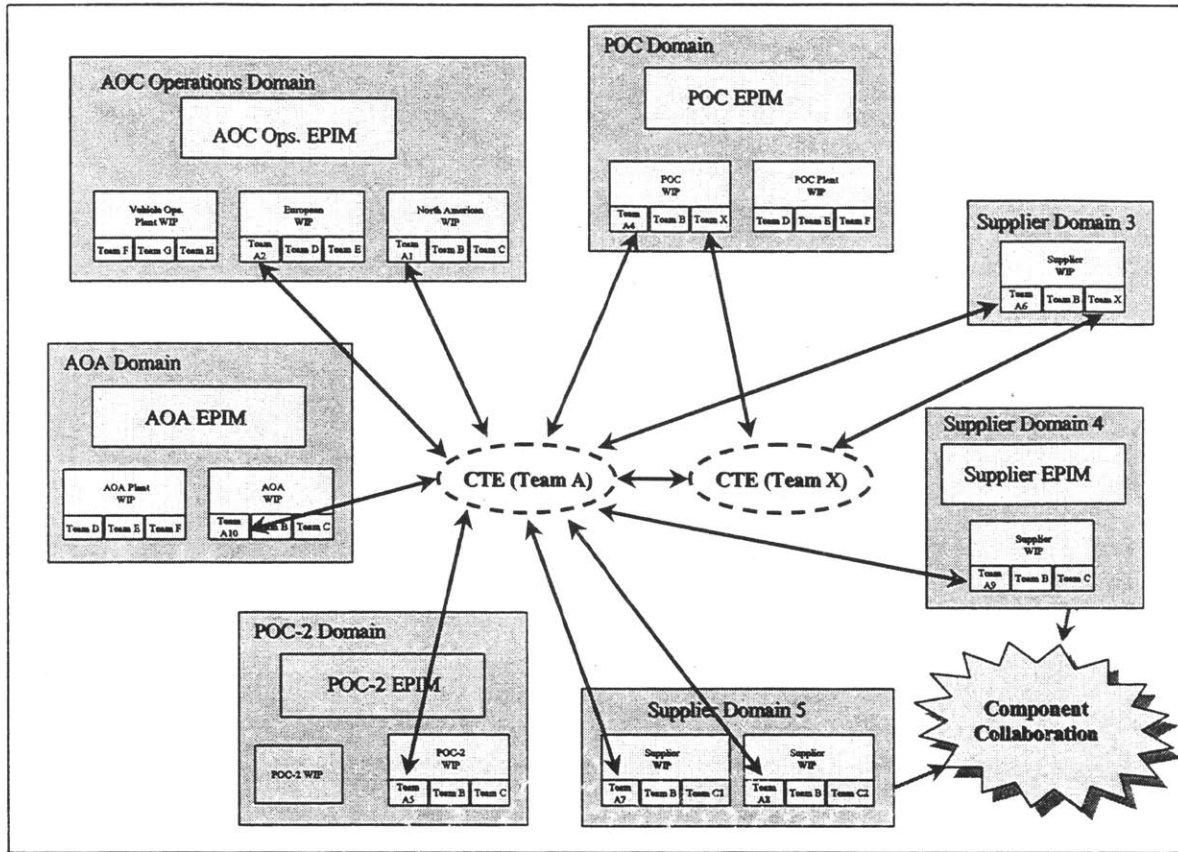 AOC Operations Domain
AOC Ops. EPIM
Vehicle Ops.
Plant WIP
Team F
Team G
Team H
European
WIP
Team
A2
Team D
Team E
North American
WIP
Team
A1
Team B
Team C
POC Domain
POC EPIM
POC
WIP
Team
A4
Team B
Team X
POC Plant
WIP
Team D
Team E
Team F
Supplier Domain 3
Supplier
WIP
Team
A6
Team B
Team X
AOA Domain
AOA EPIM
AOA Plant
WIP
Team D
Team E
Team F
AOA
WIP
Team
A10
Team B
Team C
CTE (Team A)
CTE (Team X)
Supplier Domain 4
Supplier EPIM
Supplier
WIP
Team
A9
Team B
Team C
POC-2 Domain
POC-2 EPIM
POC-2 WIP
POC-2
WIP
Team
A5
Team B
Team C
Supplier Domain 5
Supplier
WIP
Team
A7
Team B
Team C1
Supplier
WIP
Team
A8
Team B
Team C2
Component
Collaboration